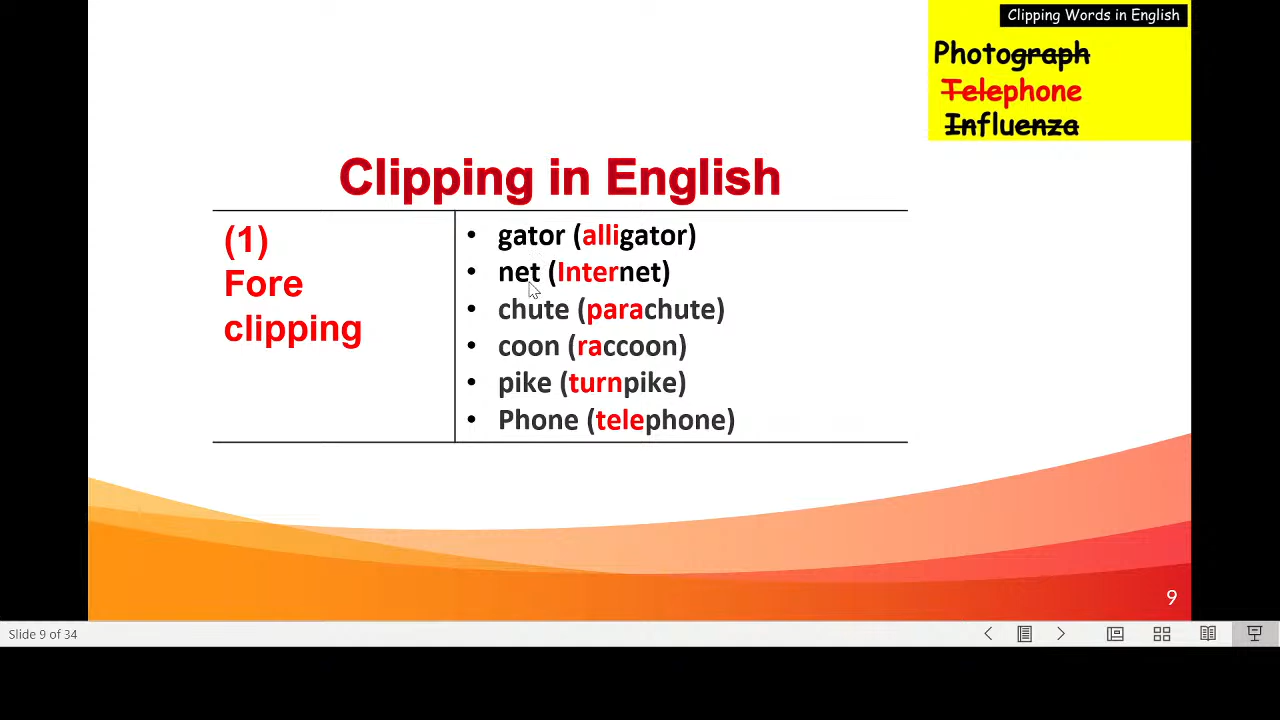 Clipping Words in English
Photograph
Telephone
Influenza
Clipping in English
(1)
Fore
clipping
• gator (alligator)
• net (Internet)
• chute (parachute)
• coon (raccoon)
• pike (turnpike)
• Phone (telephone)
9
Slide 9 of 34